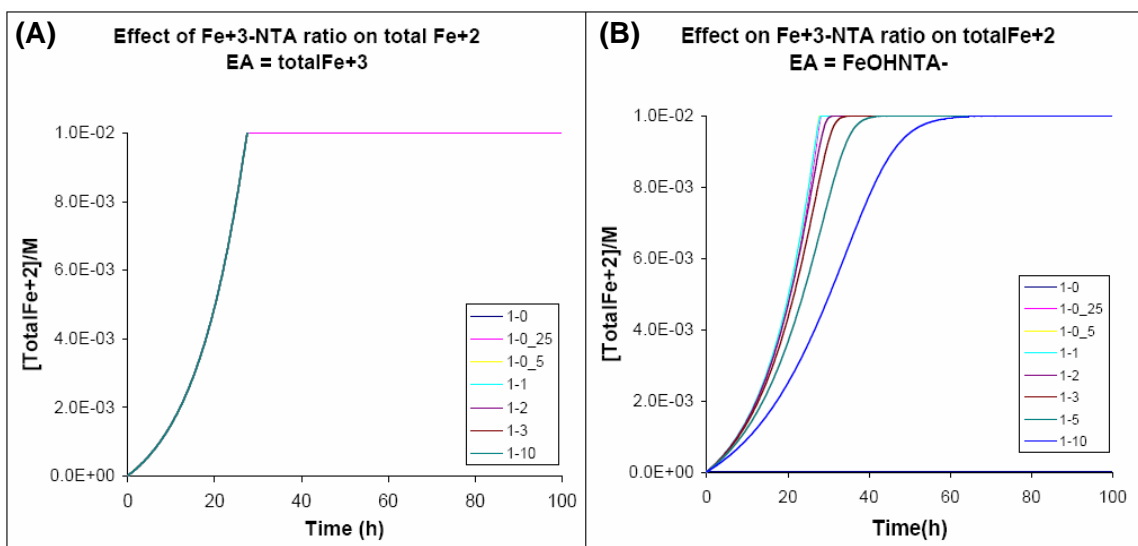 (A)
Effect of Fe+3-NTA ratio on total Fe+2
EA = totalFe+3
[TotalFe+2]/M
1.0E-02
8.0E-03
6.0E-03
4.0E-03
2.0E-03
0.0E+00
0 20 40 60 80 100
Time (h)
1-0
1-0_25
1-0_5
1-1
1-2
1-3
1-10
(B)
Effect on Fe+3-NTA ratio on totalFe+2
EA = FeOHNTA-
[TotalFe+2]/M
1.0E-02
8.0E-03
6.0E-03
4.0E-03
2.0E-03
0.0E+00
0 20 40 60 80 100
Time(h)
1-0
1-0_25
1-0_5
1-1
1-2
1-3
1-5
1-10